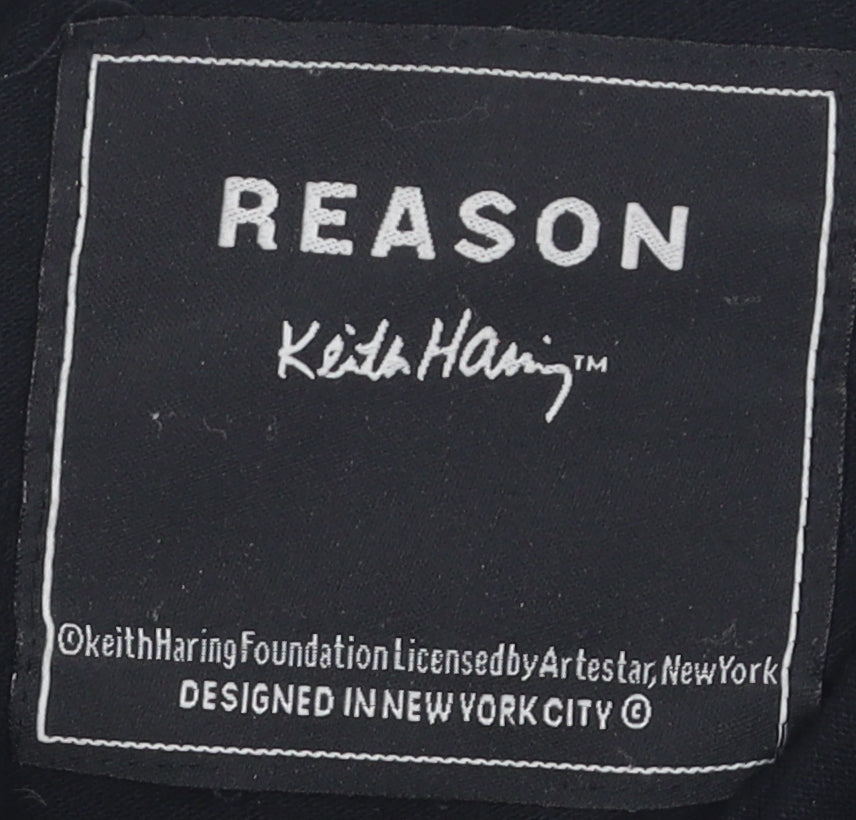 REASON
Keith Haring™
©keithHaringFoundation LicensedbyArtestar, NewYork
DESIGNED IN NEW YORK CITY ©